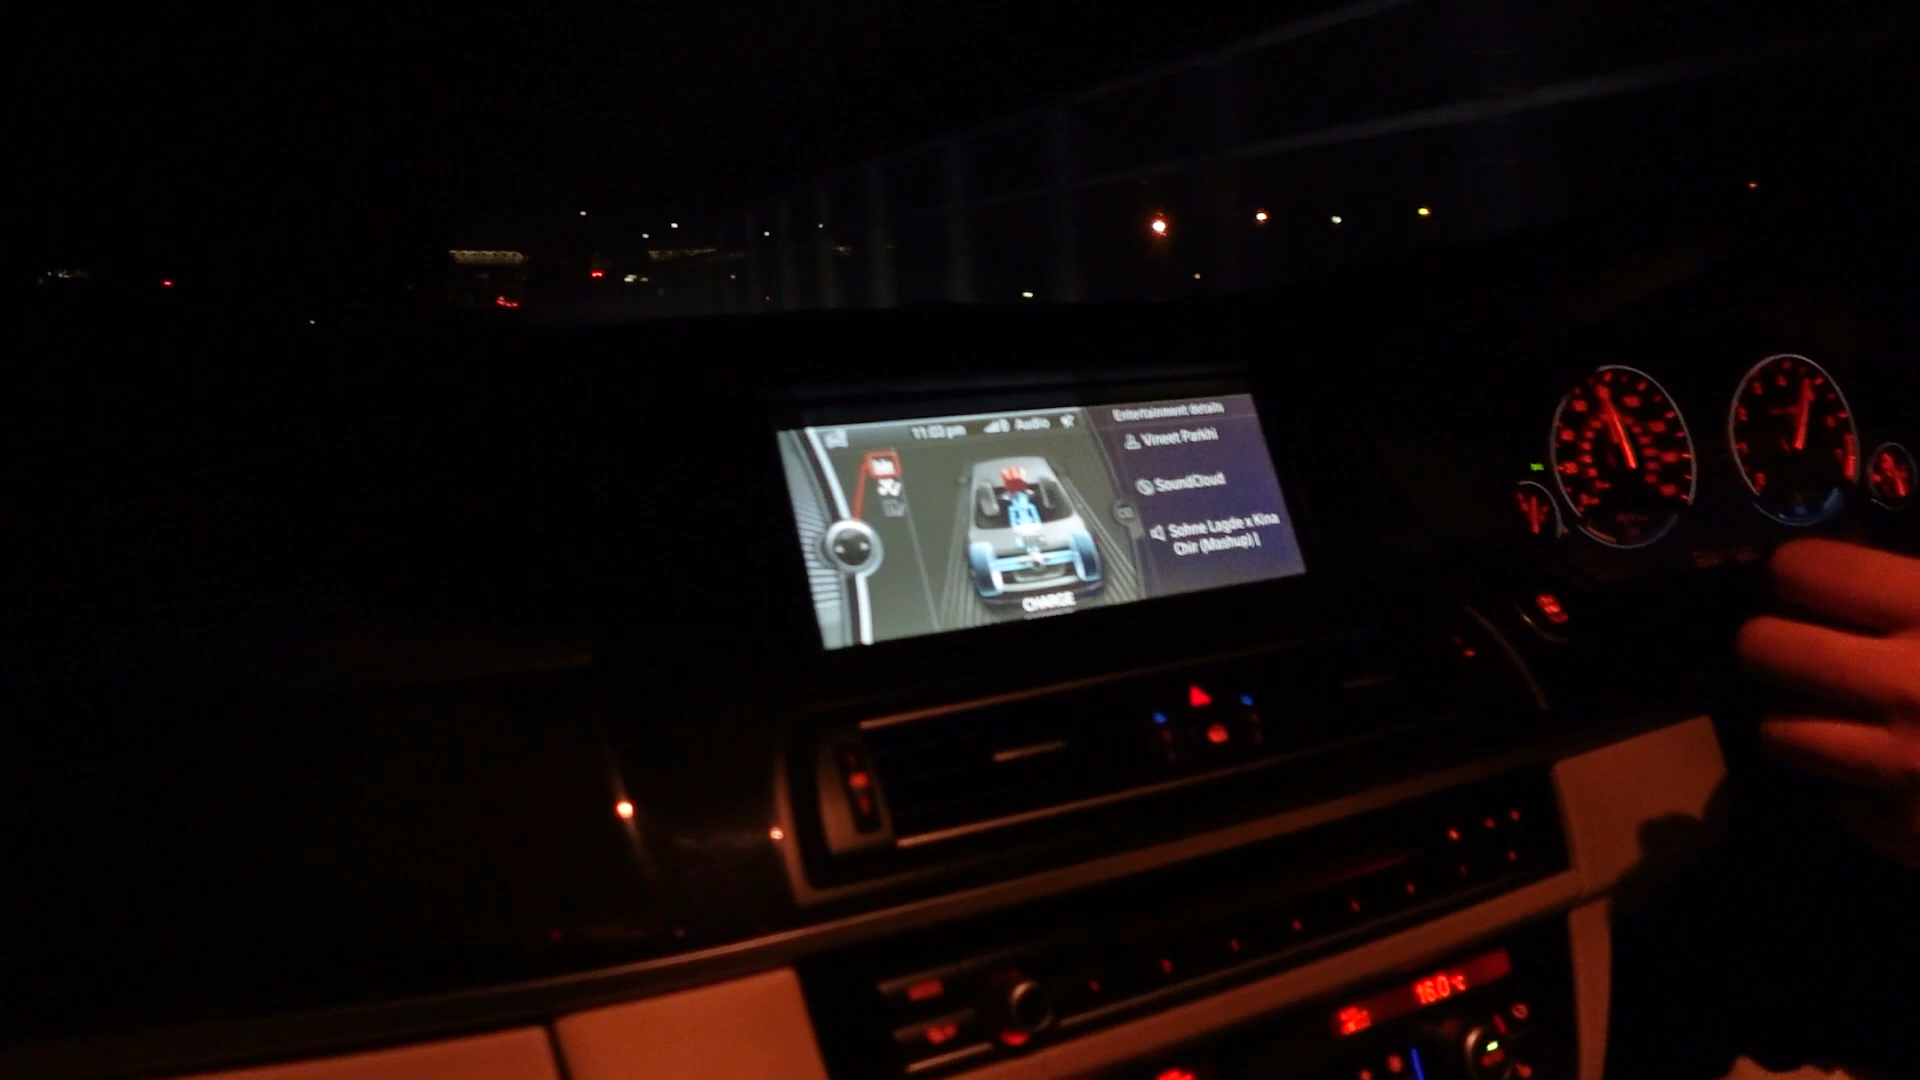 11:03 pm Audio
Entertainment details
Vineet Parkhi
SoundCloud
Sohne Lagde x Kina
Chir (Mashup) |
CHARGE
16.0 °C